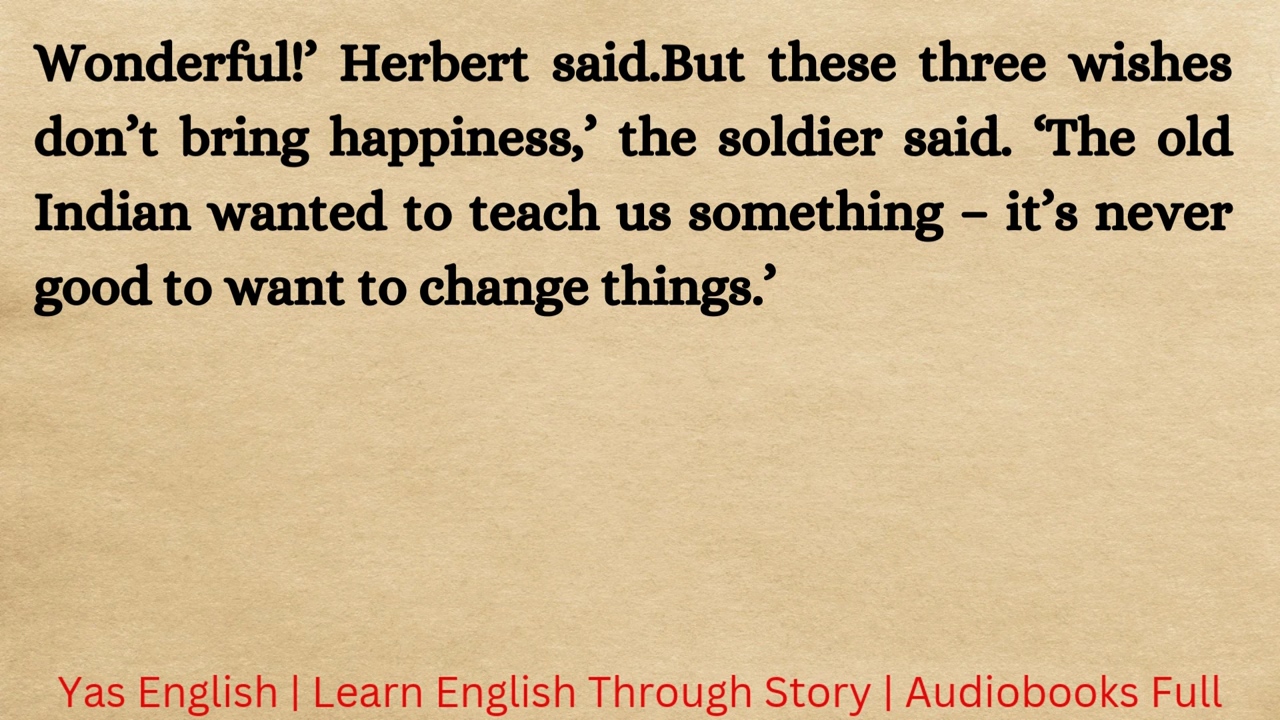 Wonderful!’ Herbert said.But these three wishes
don’t bring happiness,’ the soldier said. ‘The old
Indian wanted to teach us something – it’s never
good to want to change things.’
Yas English | Learn English Through Story | Audiobooks Full